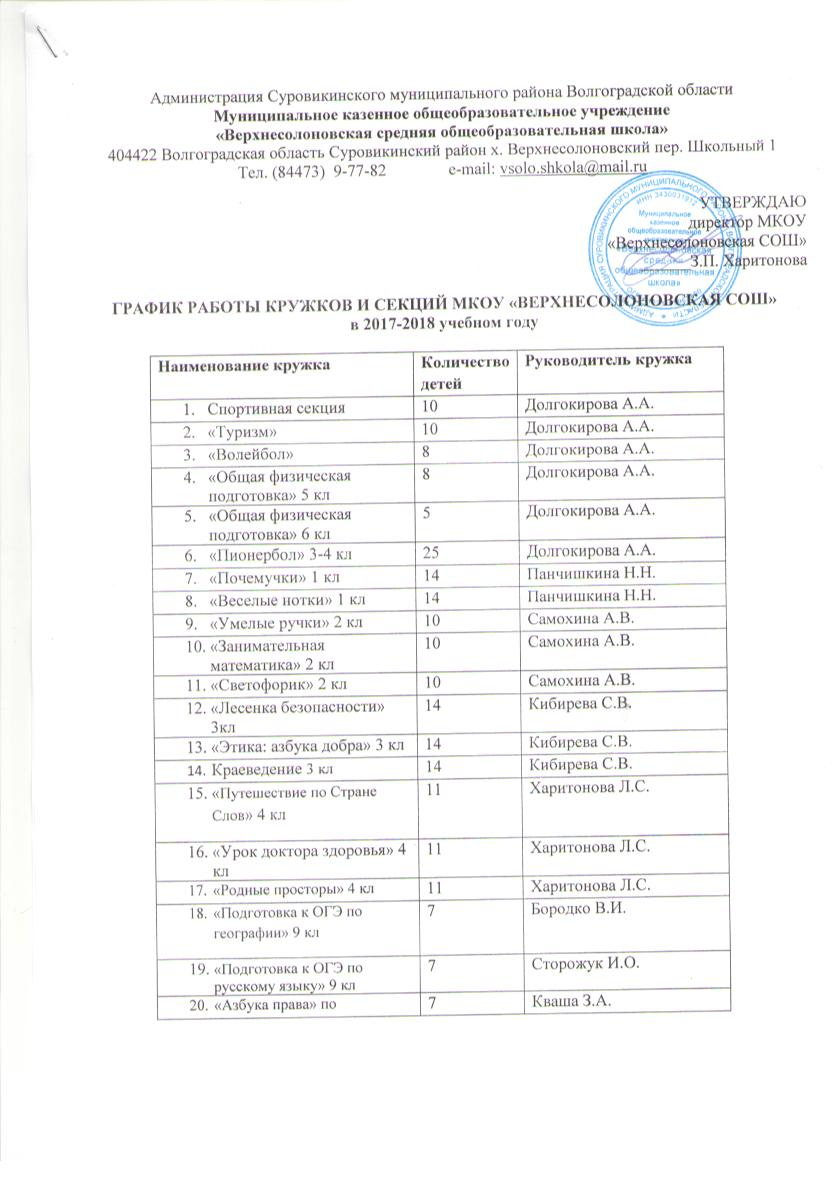 Администрация Суровикинского муниципального района Волгоградской области
Муниципальное казенное общеобразовательное учреждение
«Верхнесолоновская средняя общеобразовательная школа»
404422 Волгоградская область Суровикинский район х. Верхнесолоновский пер. Школьный 1
Тел. (84473) 9-77-82 e-mail: vsolo.shkola@mail.ru
УТВЕРЖДАЮ
директор МКОУ
«Верхнесолоновская СОШ»
З.П. Харитонова
Муниципальное
казенное
общеобразовательное
средняя
общеобразовательная
школа»
ГРАФИК РАБОТЫ КРУЖКОВ И СЕКЦИЙ МКОУ «ВЕРХНЕСОЛОНОВСКАЯ СОШ»
в 2017-2018 учебном году
Наименование кружка Количество детей Руководитель кружка
1. Спортивная секция 10 Долгокирова А.А.
2. «Туризм» 10 Долгокирова А.А.
3. «Волейбол» 8 Долгокирова А.А.
4. «Общая физическая 8 Долгокирова А.А.
подготовка» 5 кл
5. «Общая физическая 5 Долгокирова А.А.
подготовка» 6 кл
6. «Пионербол» 3-4 кл 25 Долгокирова А.А.
7. «Почемучки» 1 кл 14 Панчишкина Н.Н.
8. «Веселые нотки» 1 кл 14 Панчишкина Н.Н.
9. «Умелые ручки» 2 кл 10 Самохина А.В.
10. «Занимательная 10 Самохина А.В.
математика» 2 кл
11. «Светофорик» 2 кл 10 Самохина А.В.
12. «Лесенка безопасности» 14 Кибирева С.В.
3кл
13. «Этика: азбука добра» 3 кл 14 Кибирева С.В.
14. Краеведение 3 кл 14 Кибирева С.В.
15. «Путешествие по Стране 11 Харитонова Л.С.
Слов» 4 кл
16. «Урок доктора здоровья» 4 11 Харитонова Л.С.
кл
17. «Родные просторы» 4 кл 11 Харитонова Л.С.
18. «Подготовка к ОГЭ по 7 Бородко В.И.
географии» 9 кл
19. «Подготовка к ОГЭ по 7 Сторожук И.О.
русскому языку» 9 кл
20. «Азбука права» по 7 Кваша З.А.